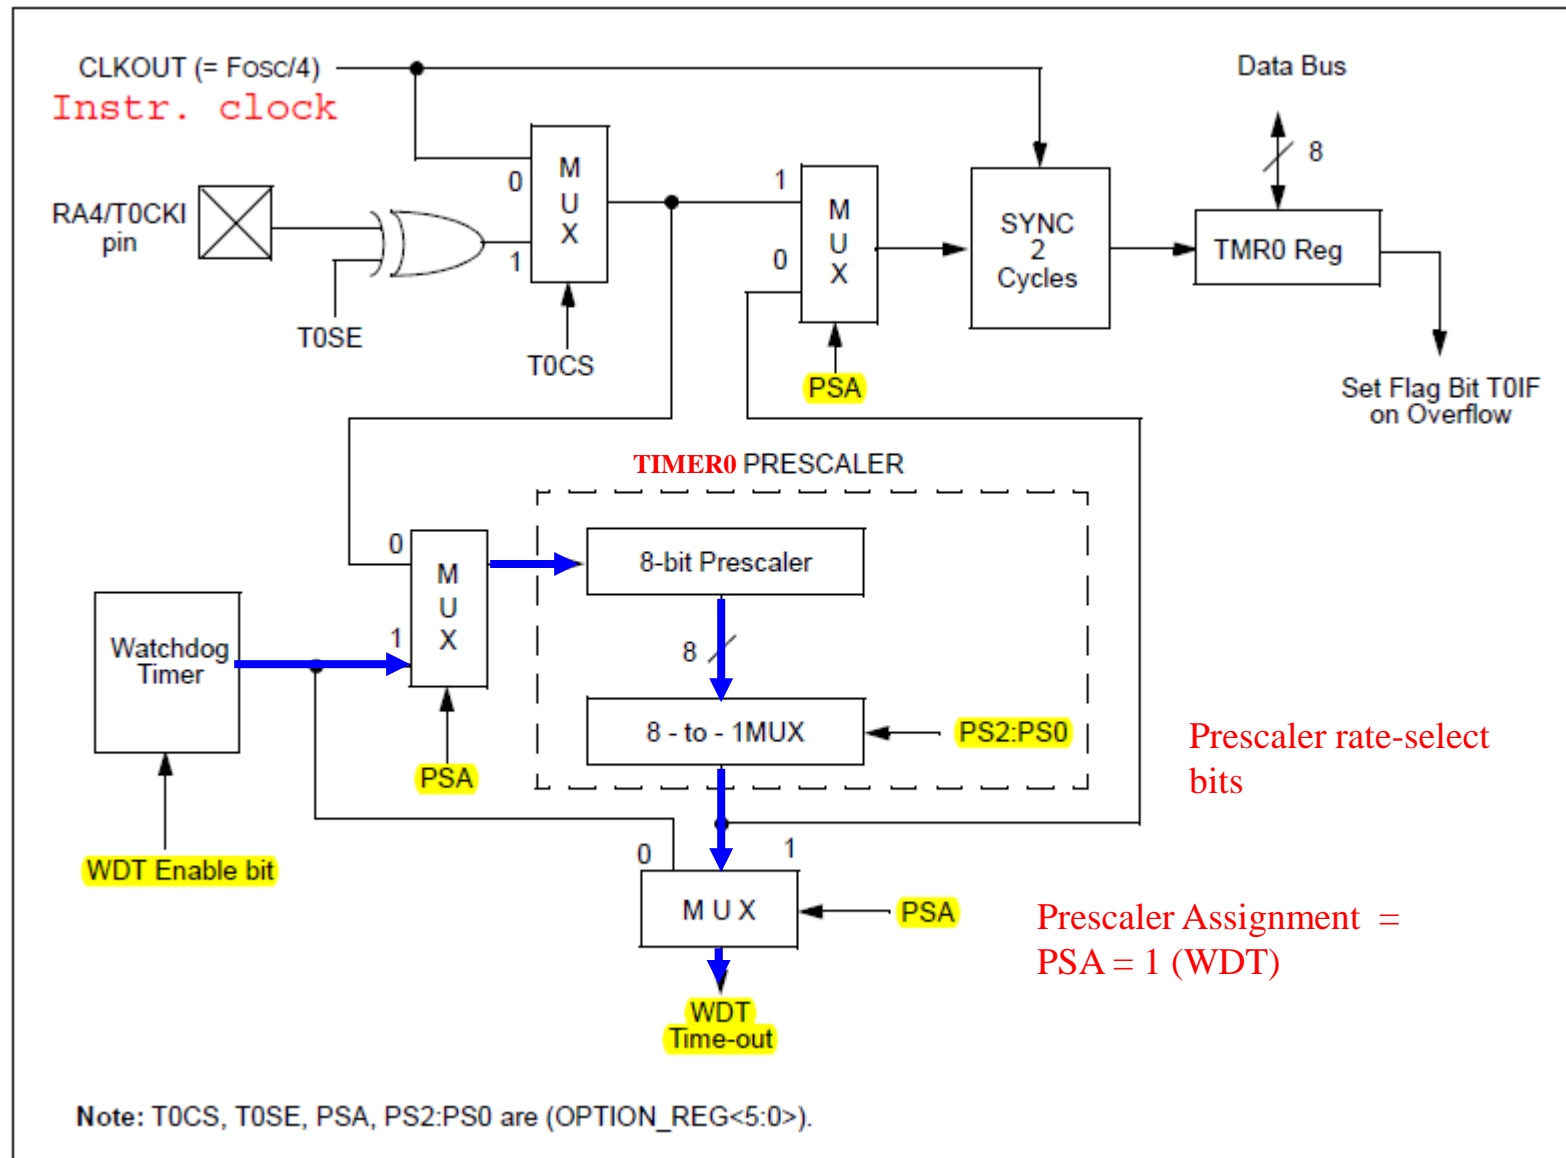 CLKOUT (= Fosc/4)
Instr. clock
Data Bus
8
M
U
X
0
1
RA4/T0CKI
pin
T0SE
T0CS
1
0
M
U
X
PSA
SYNC
2
Cycles
TMR0 Reg
Set Flag Bit T0IF
on Overflow
TIMER0 PRESCALER
0
1
M
U
X
PSA
8-bit Prescaler
8
8 - to - 1MUX
PS2:PS0
Watchdog
Timer
WDT Enable bit
Prescaler rate-select
bits
0
1
M U X
PSA
Prescaler Assignment =
PSA = 1 (WDT)
WDT
Time-out
Note: T0CS, T0SE, PSA, PS2:PS0 are (OPTION_REG<5:0>).